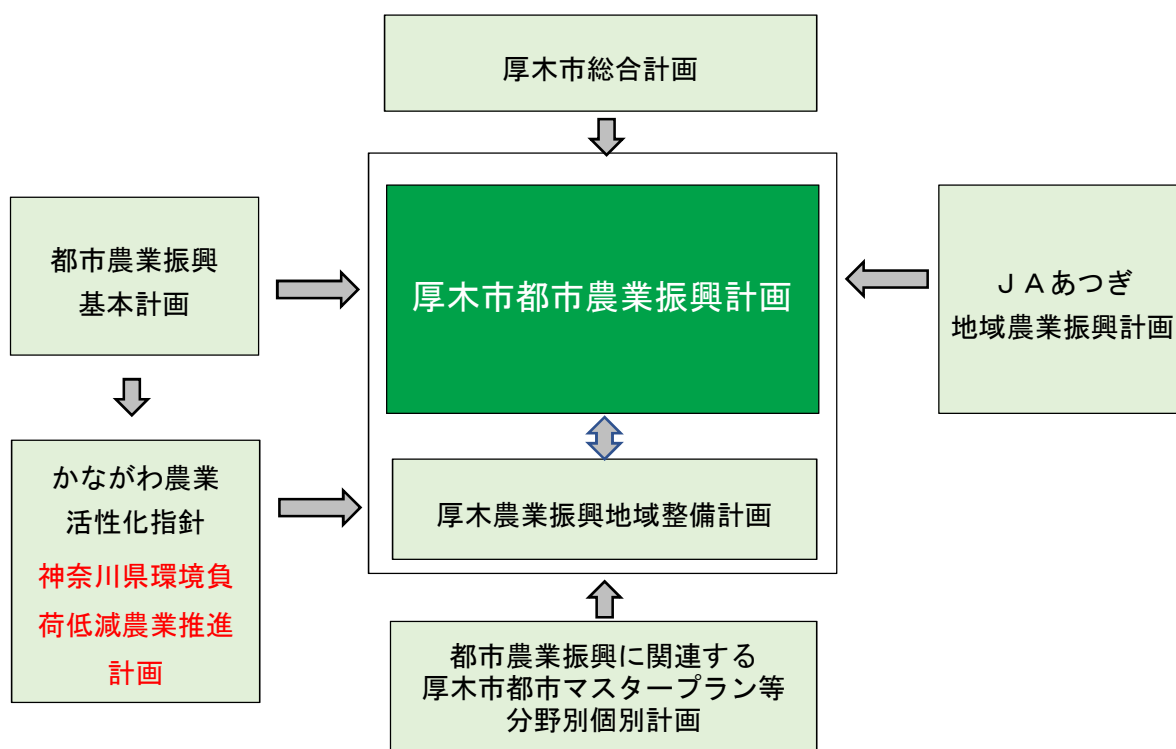 厚木市総合計画
都市農業振興
基本計画
厚木市都市農業振興計画
ＪＡあつぎ
地域農業振興計画
かながわ農業
活性化指針
神奈川県環境負
荷低減農業推進
計画
厚木農業振興地域整備計画
都市農業振興に関連する
厚木市都市マスタープラン等
分野別個別計画